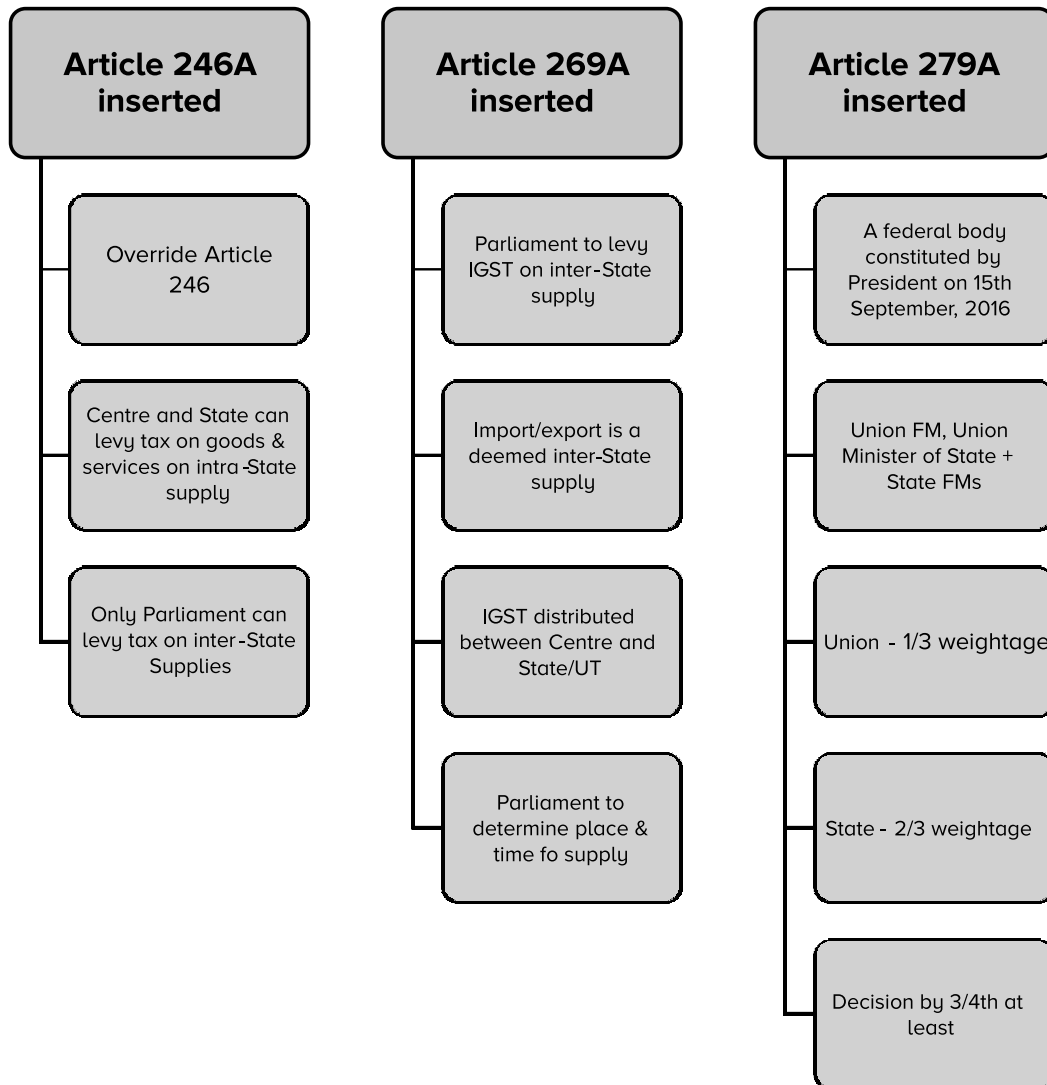 Article 246A
inserted
Override Article
246
Centre and State can
levy tax on goods &
services on intra-State
supply
Only Parliament can
levy tax on inter-State
Supplies
Article 269A
inserted
Parliament to levy
IGST on inter-State
supply
Import/export is a
deemed inter-State
supply
IGST distributed
between Centre and
State/UT
Parliament to
determine place &
time fo supply
Article 279A
inserted
A federal body
constituted by
President on 15th
September, 2016
Union FM, Union
Minister of State +
State FMs
Union - 1/3 weightage
State - 2/3 weightage
Decision by 3/4th at
least